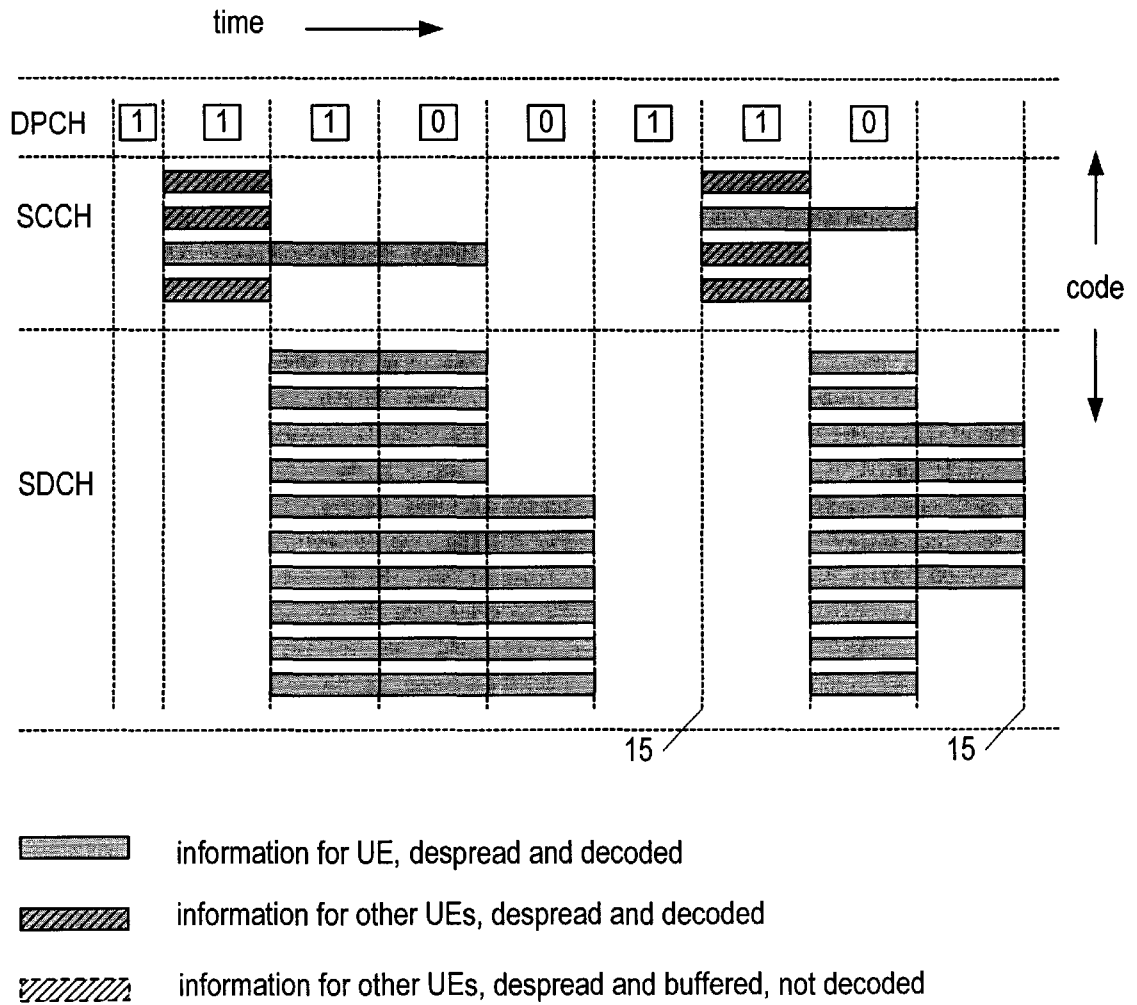 time
DPCH 1 1 1 0 0 1 1 0
SCCH
code
SDCH
15 15
information for UE, despread and decoded
information for other UEs, despread and decoded
information for other UEs, despread and buffered, not decoded